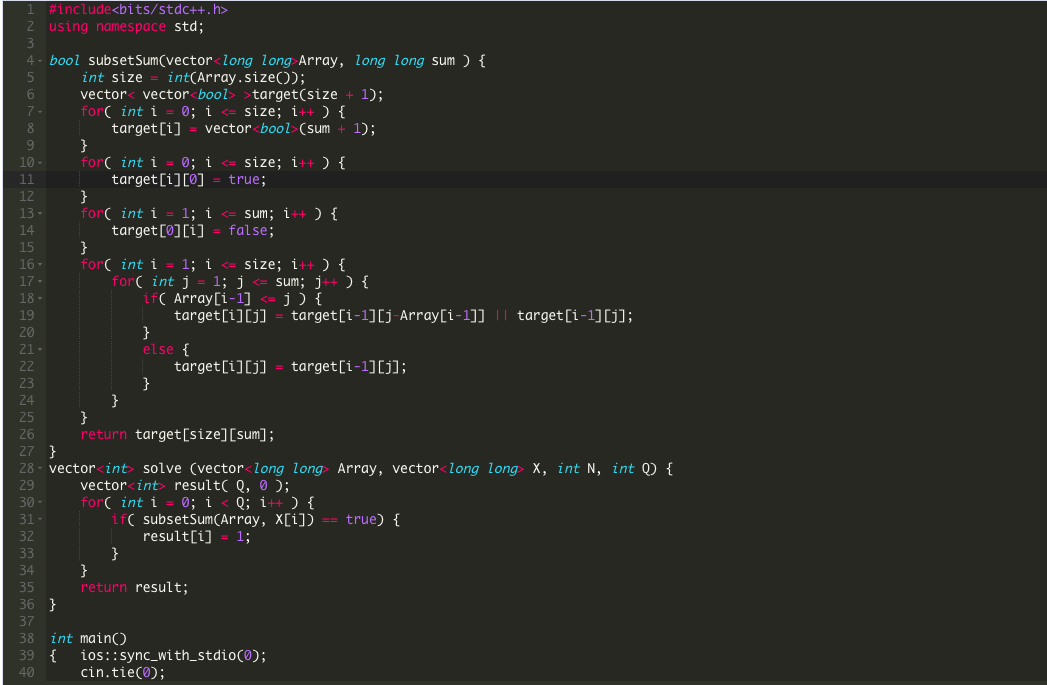 1 #include<bits/stdc++.h>
2 using namespace std;
3
4 bool subsetSum(vector<long long>Array, long long sum ) {
5     int size = int(Array.size());
6     vector< vector<bool> >target(size + 1);
7     for( int i = 0; i <= size; i++ ) {
8         target[i] = vector<bool>(sum + 1);
9     }
10     for( int i = 0; i <= size; i++ ) {
11         target[i][0] = true;
12     }
13     for( int i = 1; i <= sum; i++ ) {
14         target[0][i] = false;
15     }
16     for( int i = 1; i <= size; i++ ) {
17         for( int j = 1; j <= sum; j++ ) {
18             if( Array[i-1] <= j ) {
19                 target[i][j] = target[i-1][j-Array[i-1]] || target[i-1][j];
20             }
21             else {
22                 target[i][j] = target[i-1][j];
23             }
24         }
25     }
26     return target[size][sum];
27 }
28 vector<int> solve (vector<long long> Array, vector<long long> X, int N, int Q) {
29     vector<int> result( Q, 0 );
30     for( int i = 0; i < Q; i++ ) {
31         if( subsetSum(Array, X[i]) == true) {
32             result[i] = 1;
33         }
34     }
35     return result;
36 }
37
38 int main()
39 {   ios::sync_with_stdio(0);
40     cin.tie(0);